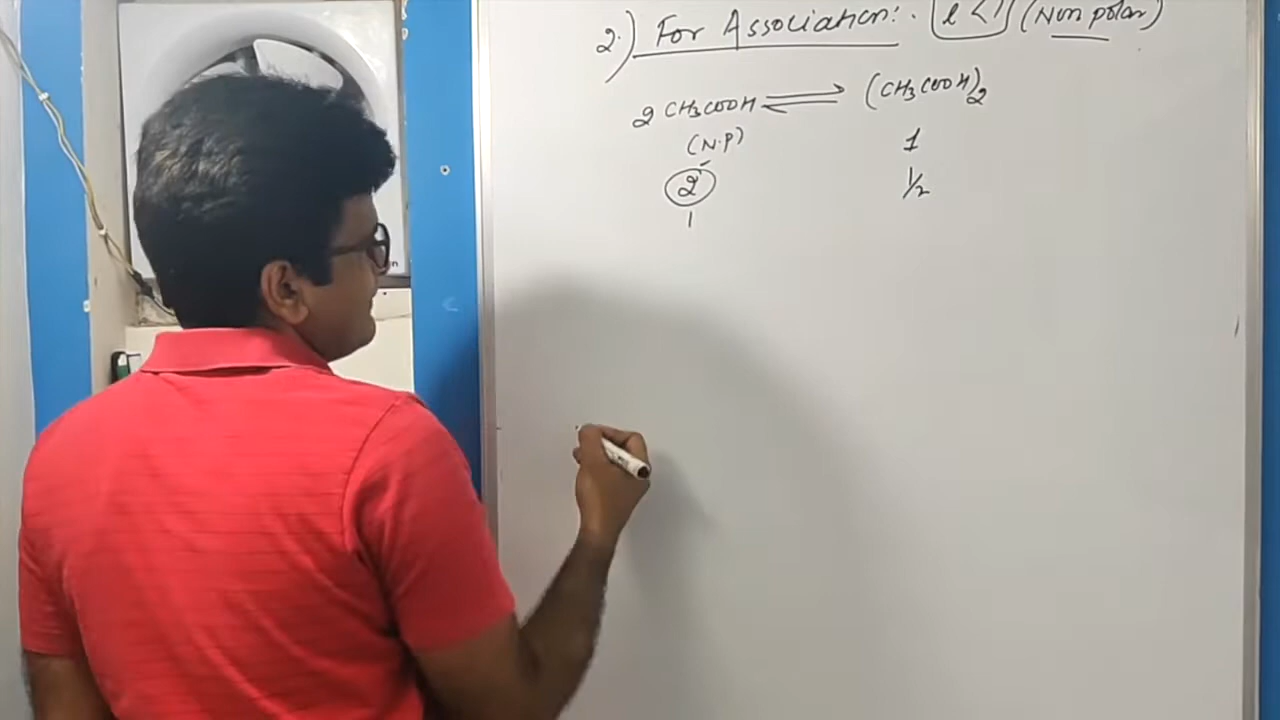 2.) For Association:. i < 1 (Non polar)
2 CH₃COOH ⇌ (CH₃COOH)₂
(N.P) 1
2 1/2
1